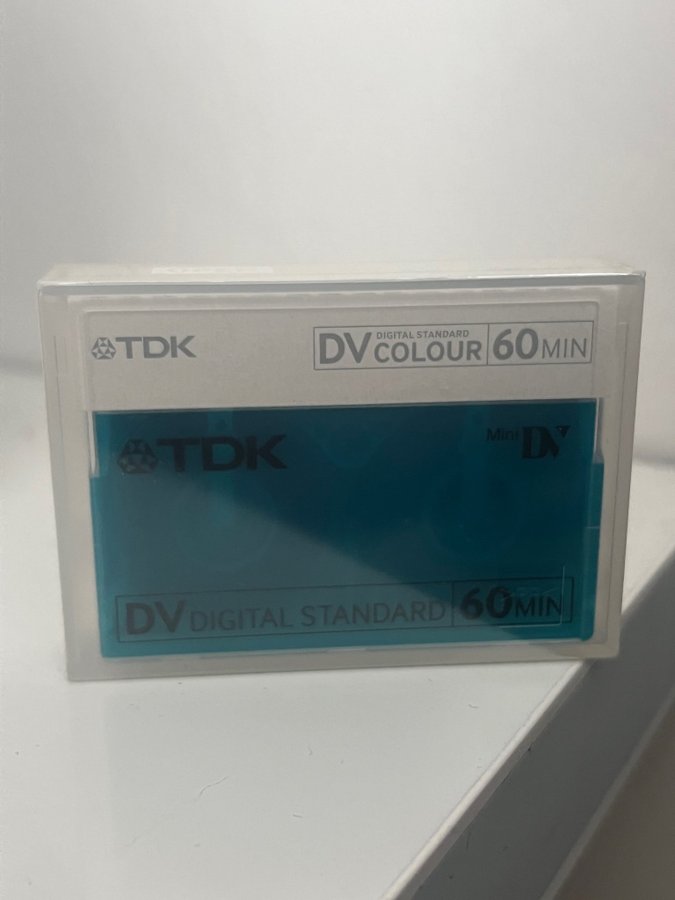 TDK
DIGITAL STANDARD
DV COLOUR 60 MIN
TDK
Mini DV
DV DIGITAL STANDARD 60 MIN